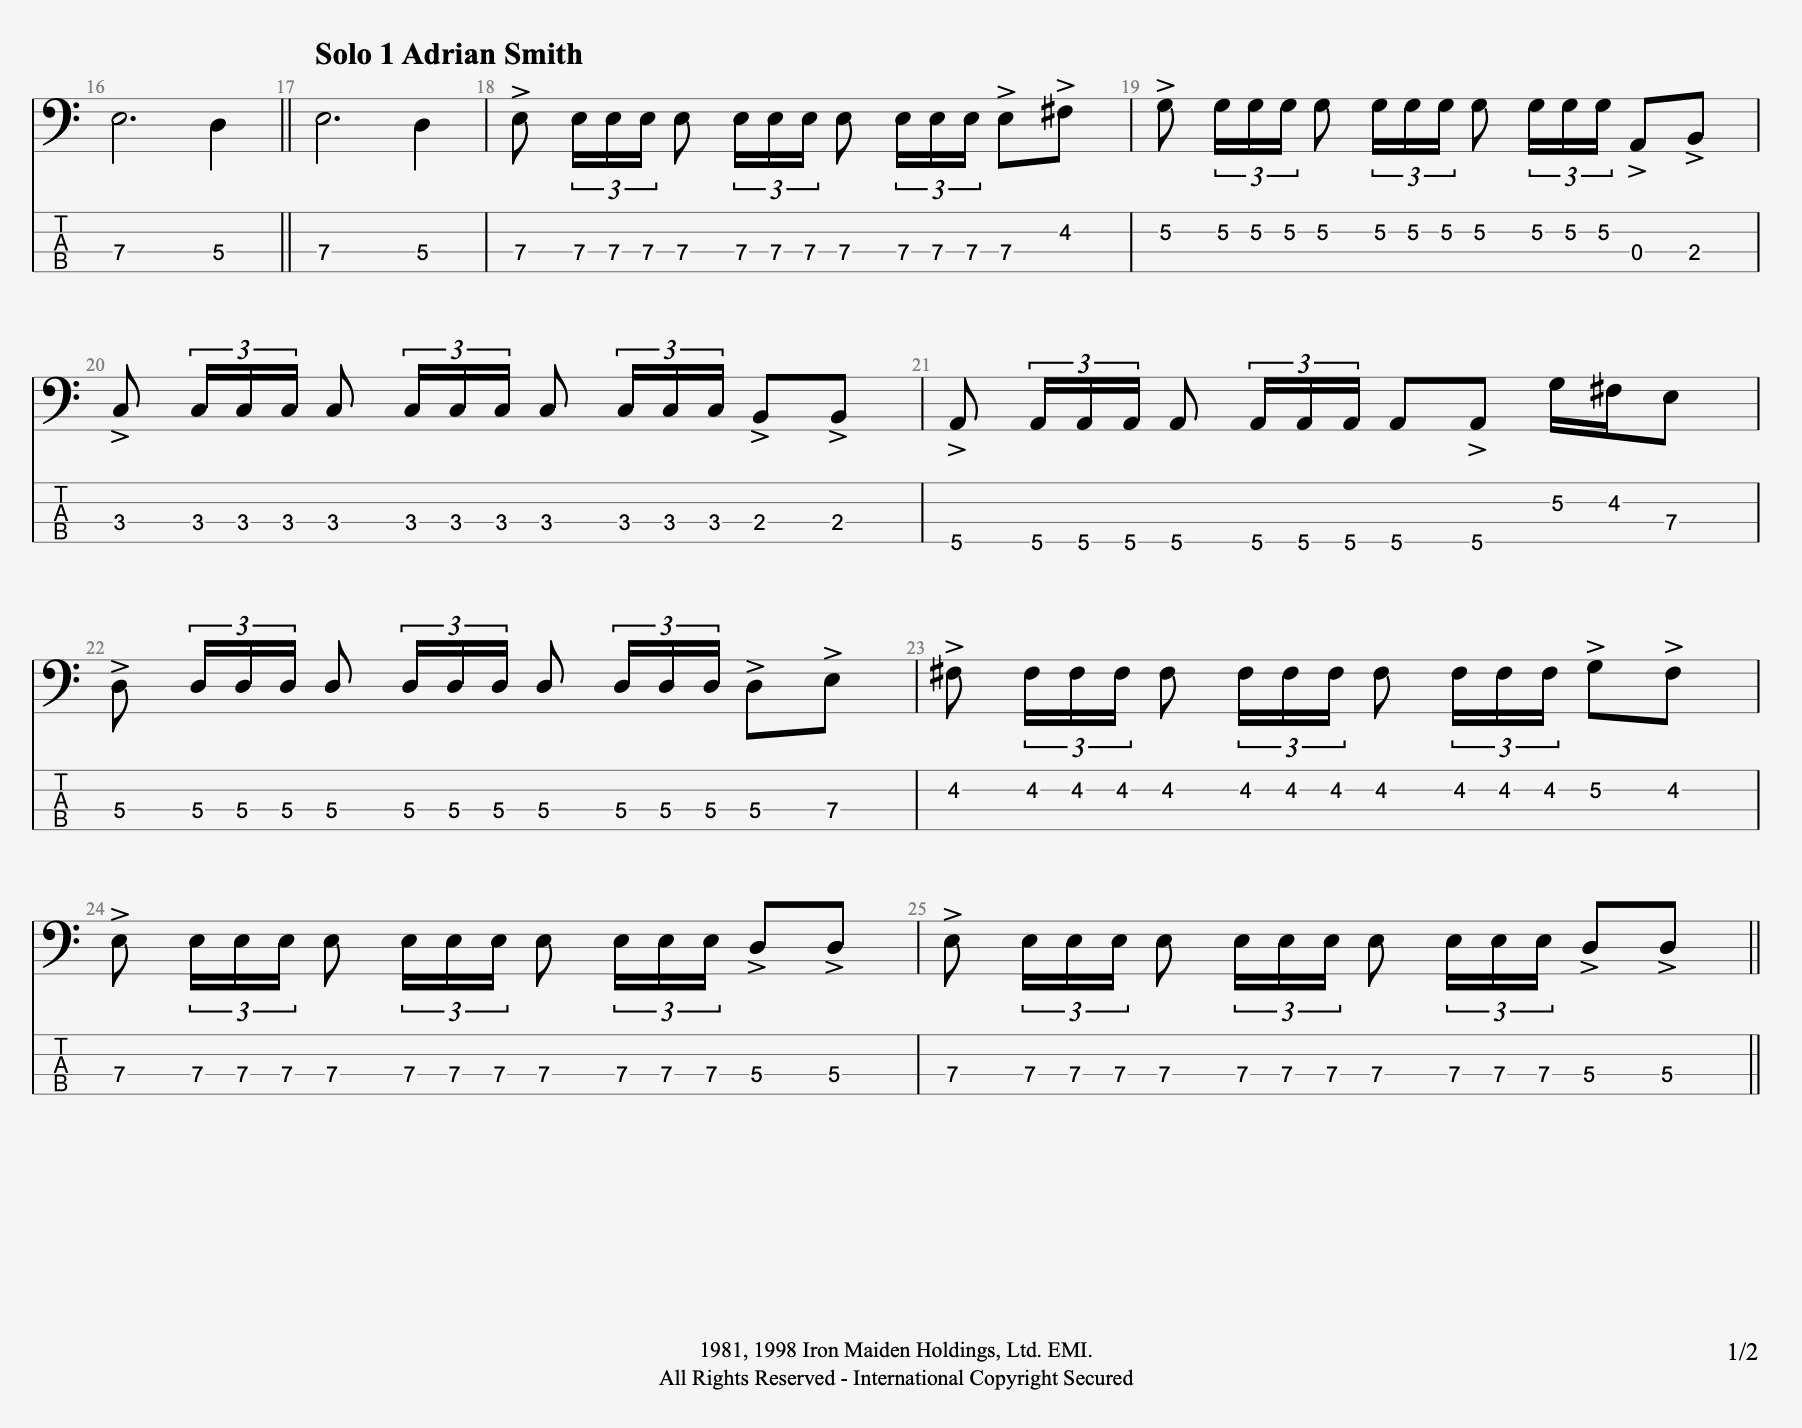 Solo 1 Adrian Smith
16 17 18 19
3 3 3 3 3 3
T
A
B
7 5 7 5 7 7 7 7 7 7 7 7 7 7 7 7 7 4 5 5 5 5 5 5 5 5 5 5 5 5 0 2
20 21
3 3 3 3 3
T
A
B
3 3 3 3 3 3 3 3 3 3 3 3 2 2 5 5 5 5 5 5 5 5 5 5 5 4 7
22 23
3 3 3 3 3 3
T
A
B
5 5 5 5 5 5 5 5 5 5 5 5 5 7 4 4 4 4 4 4 4 4 4 4 4 4 5 4
24 25
3 3 3 3 3 3
T
A
B
7 7 7 7 7 7 7 7 7 7 7 7 5 5 7 7 7 7 7 7 7 7 7 7 7 7 5 5
1981, 1998 Iron Maiden Holdings, Ltd. EMI.
All Rights Reserved - International Copyright Secured
1/2